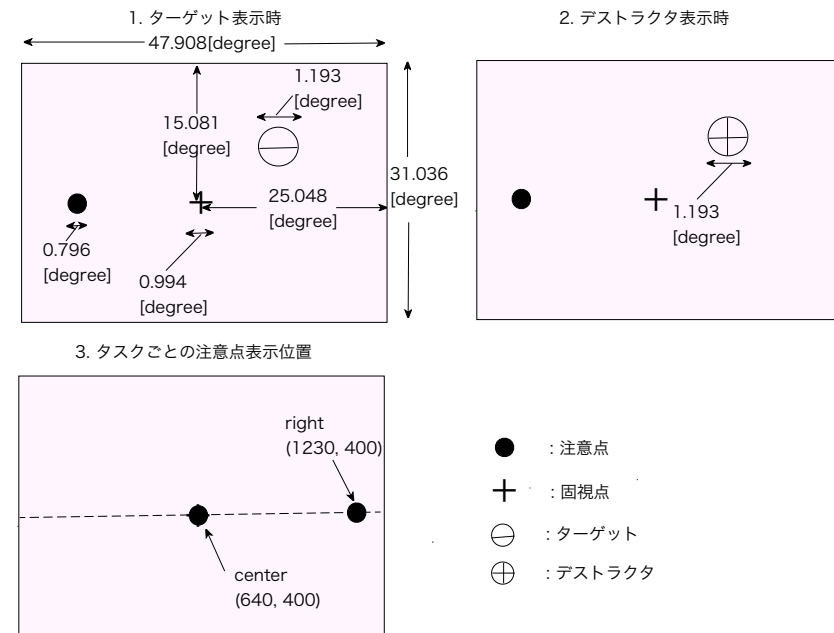 1. ターゲット表示時
47.908[degree]
1.193
[degree]
15.081
[degree]
31.036
[degree]
25.048
[degree]
0.796
[degree]
0.994
[degree]
2. デストラクタ表示時
1.193
[degree]
3. タスクごとの注意点表示位置
right
(1230, 400)
center
(640, 400)
: 注意点
: 固視点
: ターゲット
: デストラクタ